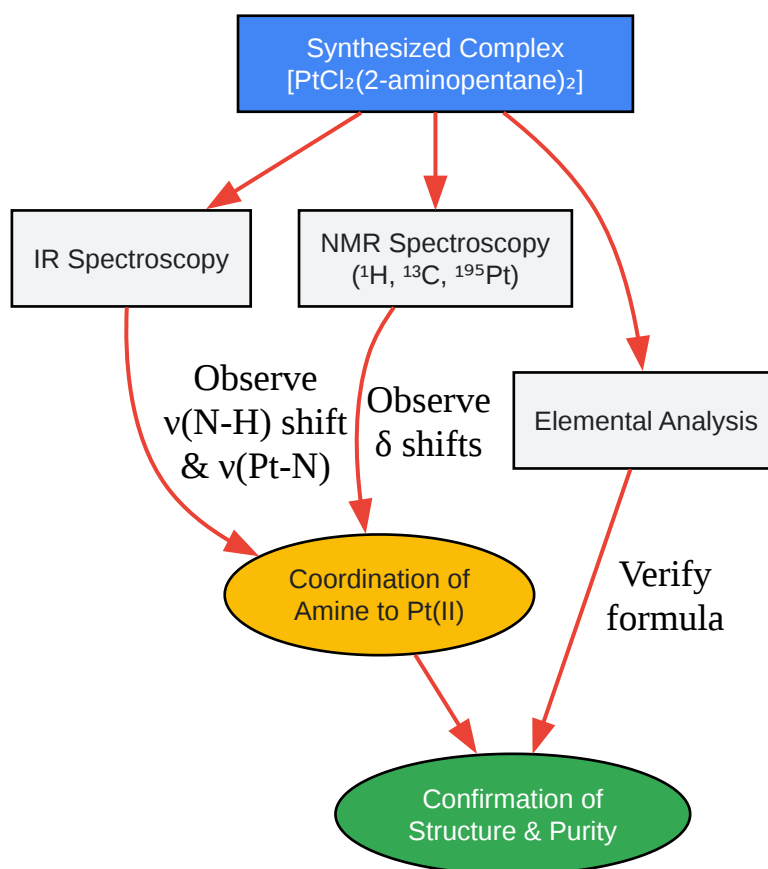 Synthesized Complex
[PtCl₂(2-aminopentane)₂]
IR Spectroscopy
NMR Spectroscopy
(¹H, ¹³C, ¹⁹⁵Pt)
Observe
ν(N-H) shift
& ν(Pt-N)
Observe
δ shifts
Elemental Analysis
Coordination of
Amine to Pt(II)
Verify
formula
Confirmation of
Structure & Purity